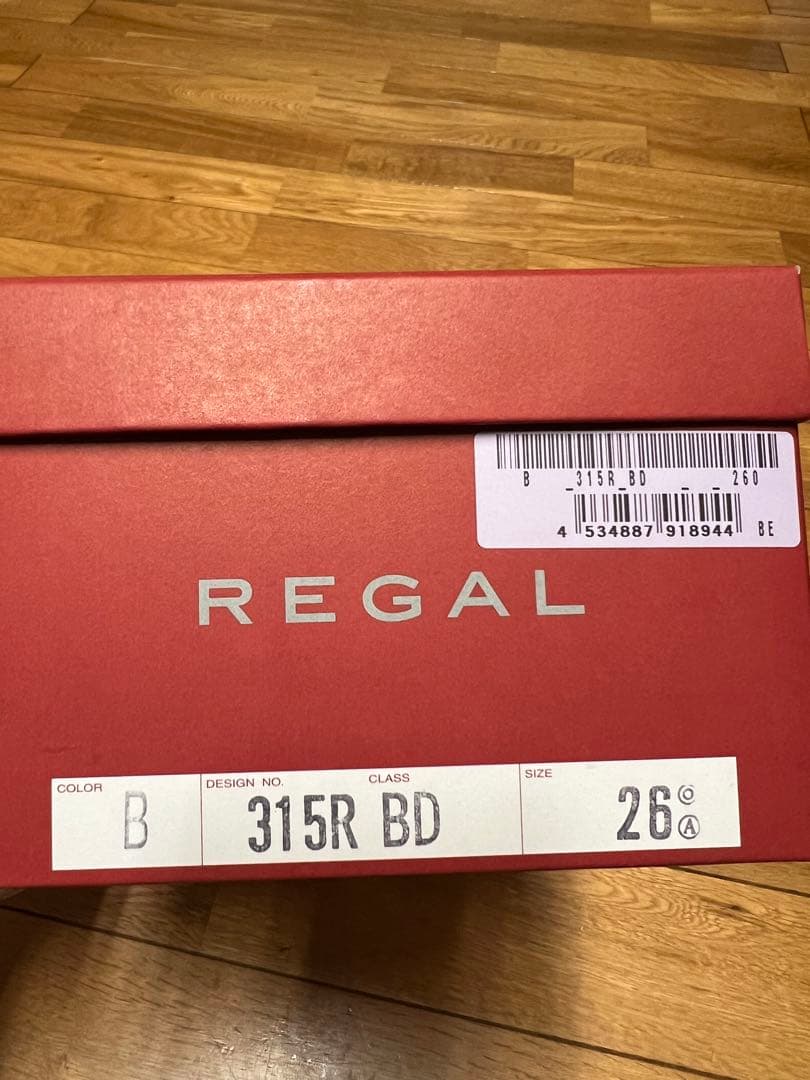 B _315R_BD _ _ 260
4 534887 918944 BE
REGAL
COLOR DESIGN NO. CLASS SIZE
B 315R BD 26 O A